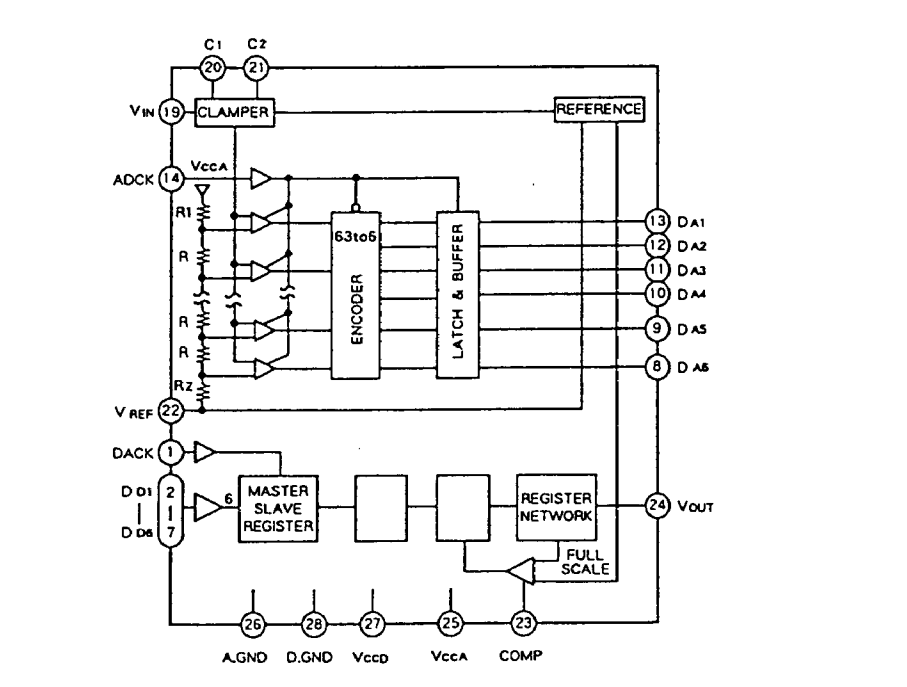 C1 C2
20 21
VIN 19 CLAMPER REFERENCE
VCCA
ADCK 14
R1
R
R
R
R2
63to6
ENCODER
LATCH & BUFFER
13 DA1
12 DA2
11 DA3
10 DA4
9 DA5
8 DA6
VREF 22
DACK 1
DD1 2
DD6 7
6
MASTER
SLAVE
REGISTER
REGISTER
NETWORK
24 VOUT
FULL
SCALE
26 28 27 25 23
A.GND D.GND VCCD VCCA COMP